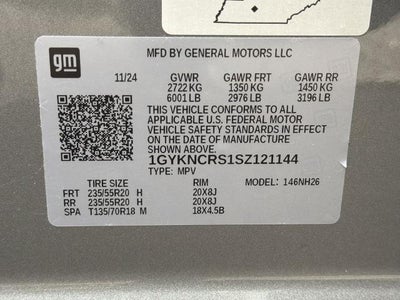 gm
MFD BY GENERAL MOTORS LLC
11/24 GVWR GAWR FRT GAWR RR
2722 KG 1350 KG 1450 KG
6001 LB 2976 LB 3196 LB
THIS VEHICLE CONFORMS TO ALL
APPLICABLE U.S. FEDERAL MOTOR
VEHICLE SAFETY STANDARDS IN EFFECT
ON THE DATE OF MANUFACTURE
SHOWN ABOVE.
1GYKNCRS1SZ121144
TYPE: MPV
TIRE SIZE RIM MODEL: 146NH26
FRT 235/55R20 H 20X8J
RR 235/55R20 H 20X8J
SPA T135/70R18 M 18X4.5B